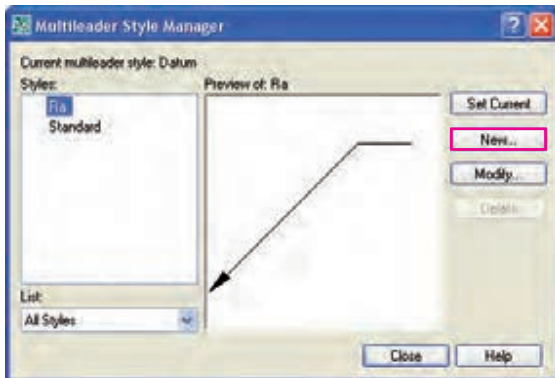 Multileader Style Manager
Current multileader style: Datum
Styles:
Ra
Standard
Preview of: Ra
Set Current
New...
Modify...
Delete
List:
All Styles
Close
Help